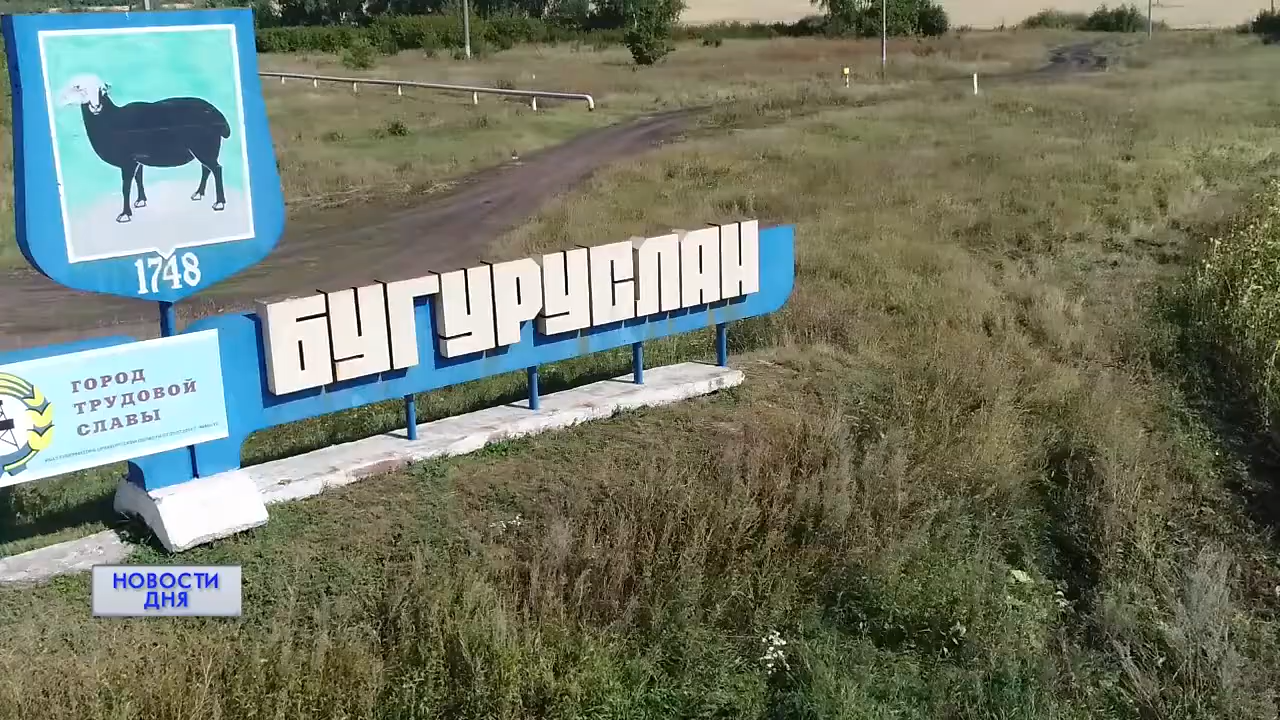 1748
БУГУРУСЛАН
ГОРОД
ТРУДОВОЙ
СЛАВЫ
НОВОСТИ
ДНЯ